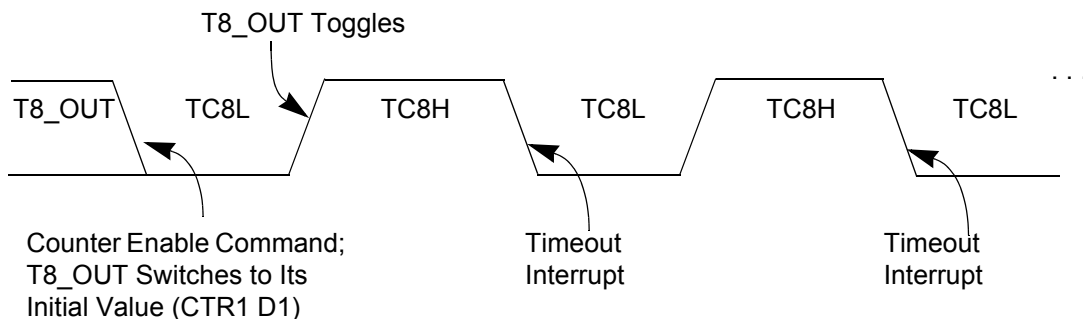 T8_OUT Toggles
. . .
T8_OUT TC8L TC8H TC8L TC8H TC8L
Counter Enable Command;
T8_OUT Switches to Its
Initial Value (CTR1 D1)
Timeout
Interrupt
Timeout
Interrupt